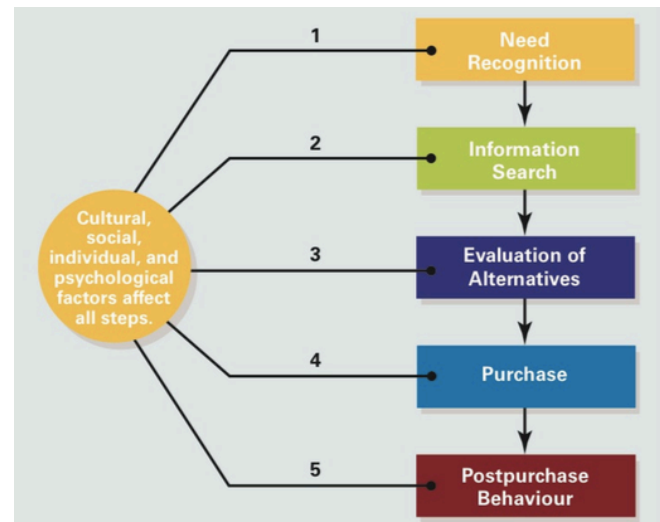 1
Need
Recognition
2
Information
Search
Cultural,
social,
individual, and
psychological
factors affect
all steps.
3
Evaluation of
Alternatives
4
Purchase
5
Postpurchase
Behaviour